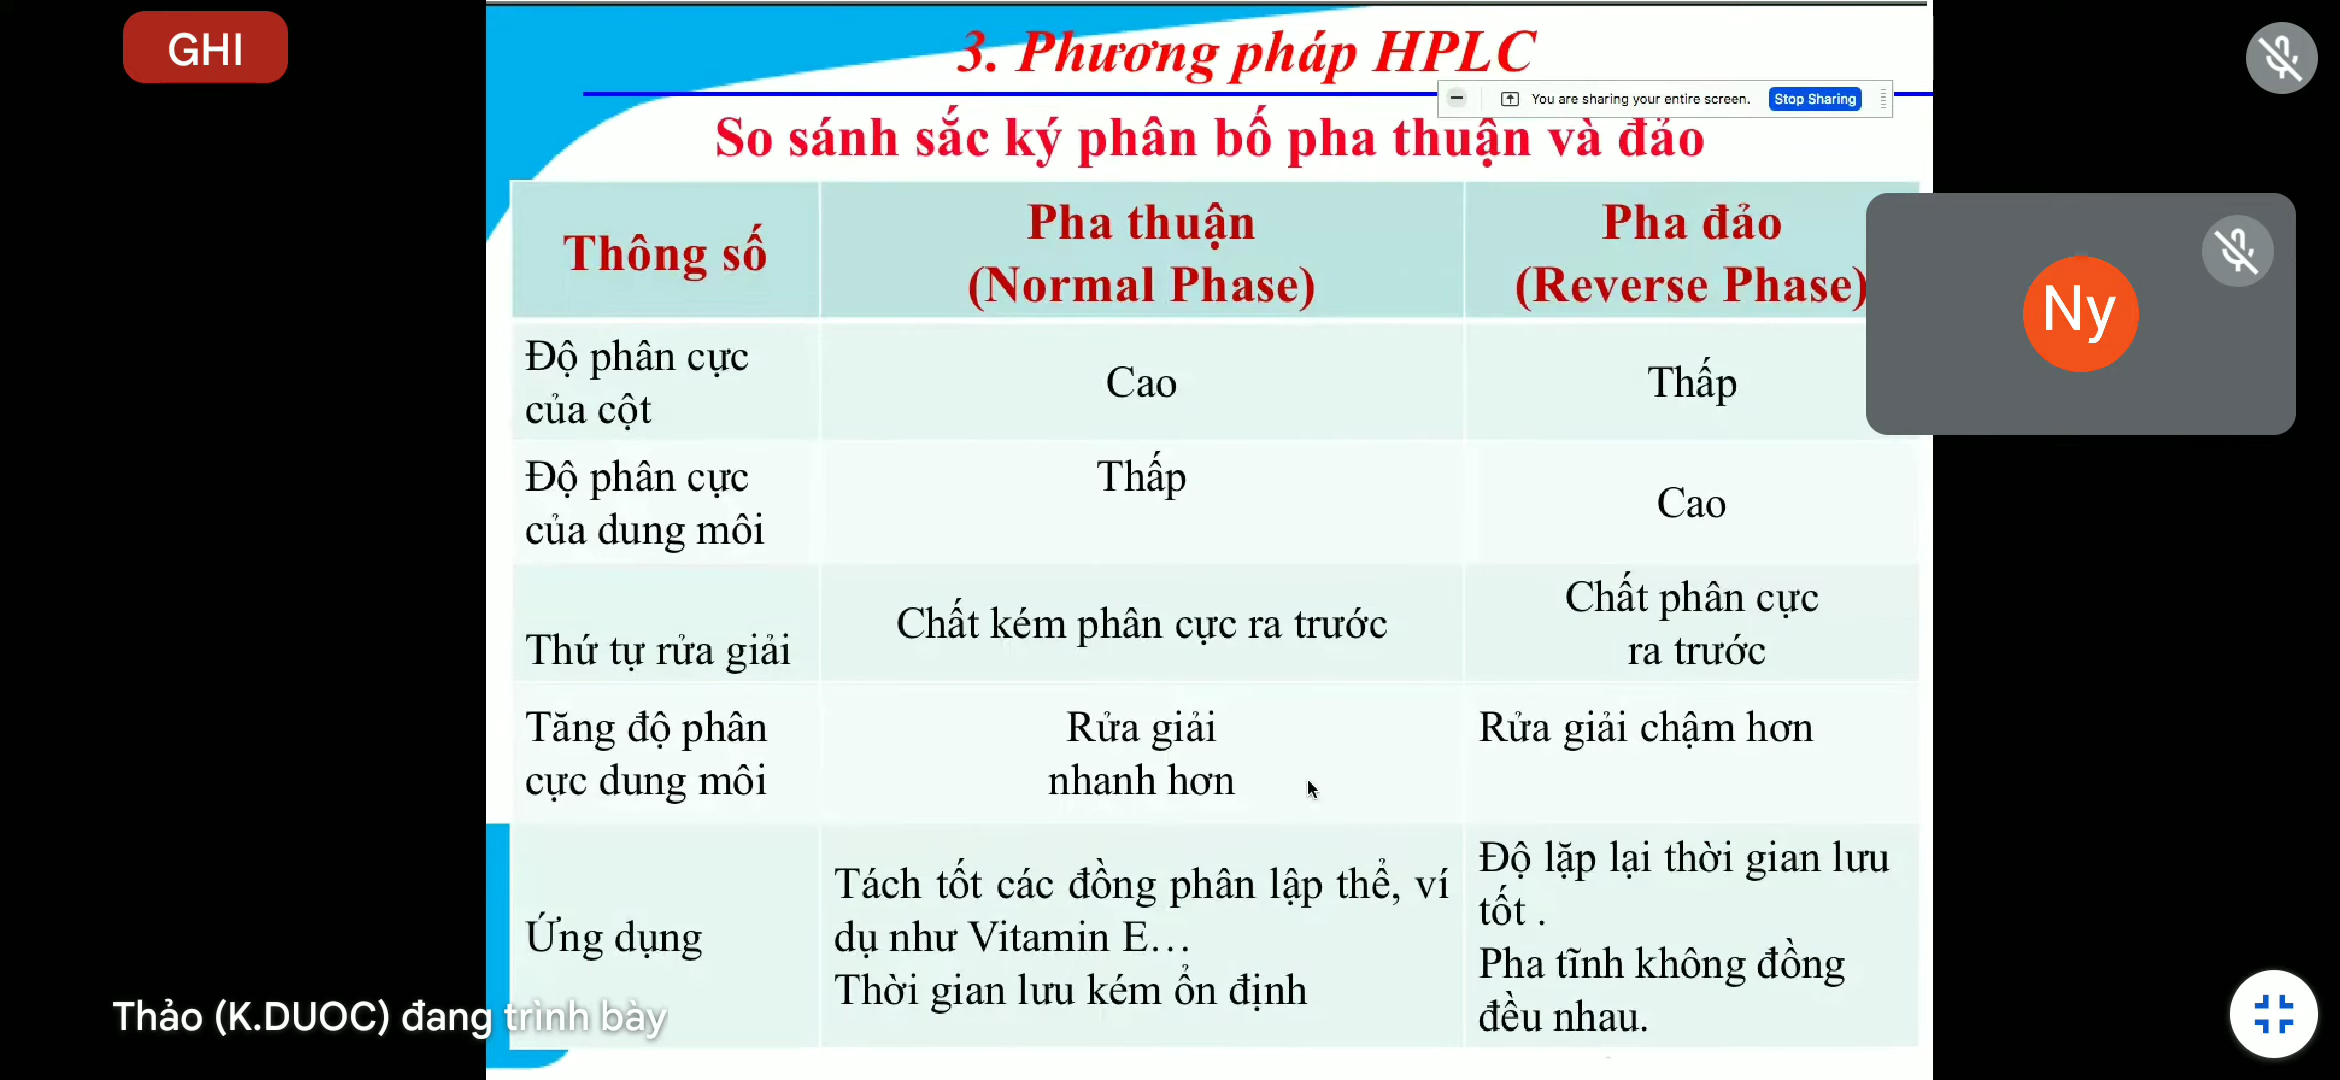 GHI
3. Phương pháp HPLC
You are sharing your entire screen. Stop Sharing
So sánh sắc ký phân bố pha thuận và đảo
Thông số
Pha thuận
(Normal Phase)
Pha đảo
(Reverse Phase)
Ny
Độ phân cực
của cột
Cao
Thấp
Độ phân cực
của dung môi
Thấp
Cao
Thứ tự rửa giải
Chất kém phân cực ra trước
Chất phân cực
ra trước
Tăng độ phân
cực dung môi
Rửa giải
nhanh hơn
Rửa giải chậm hơn
Ứng dụng
Tách tốt các đồng phân lập thể, ví
dụ như Vitamin E...
Thời gian lưu kém ổn định
Độ lặp lại thời gian lưu
tốt .
Pha tĩnh không đồng
đều nhau.
Thảo (K.DUOC) đang trình bày